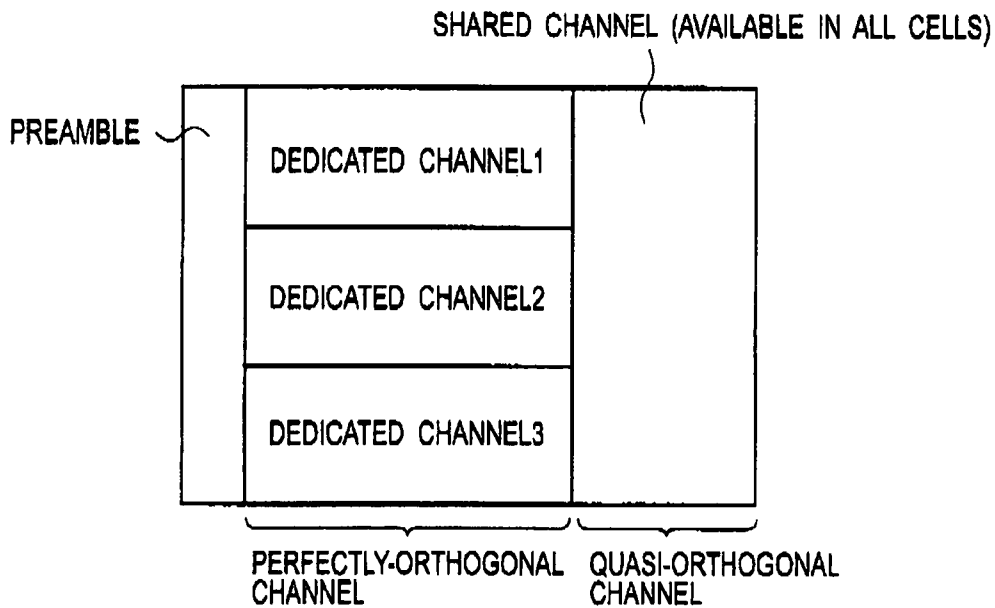 SHARED CHANNEL (AVAILABLE IN ALL CELLS)
PREAMBLE
DEDICATED CHANNEL1
DEDICATED CHANNEL2
DEDICATED CHANNEL3
PERFECTLY-ORTHOGONAL
CHANNEL
QUASI-ORTHOGONAL
CHANNEL